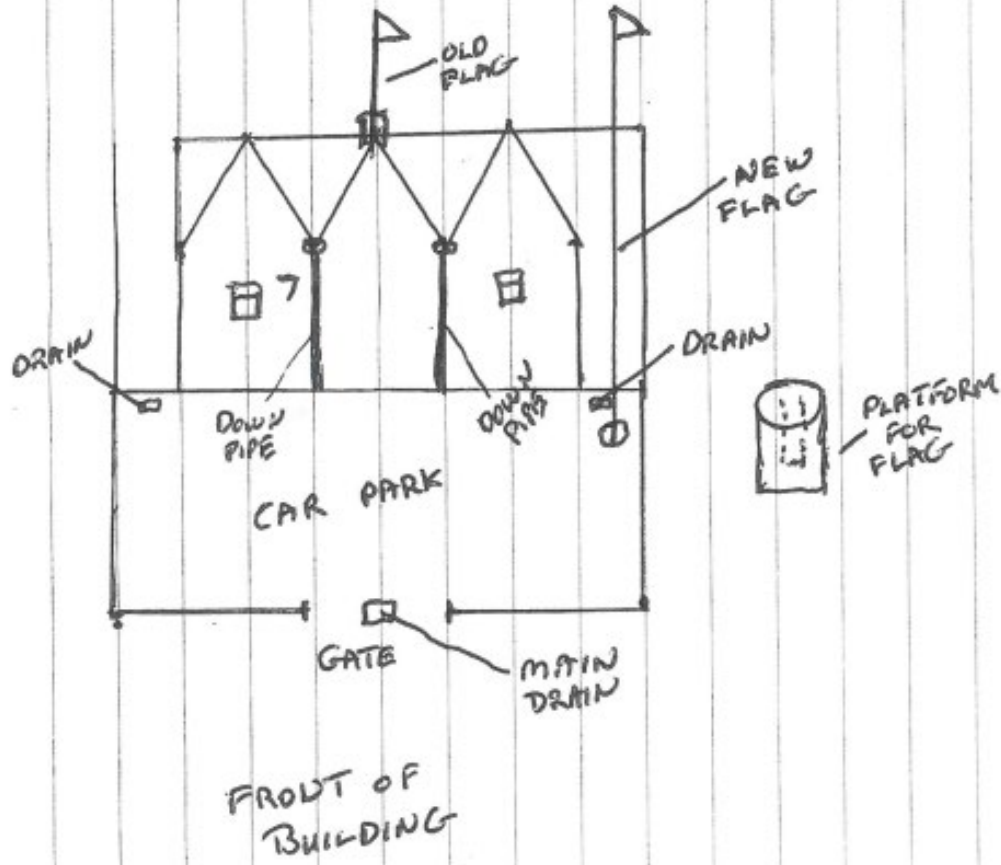 OLD
FLAG
NEW
FLAG
7
DRAIN
DRAIN
DOWN
PIPE
DOWN
PIPE
PLATFORM
FOR
FLAG
CAR PARK
GATE
MAIN
DRAIN
FRONT OF
BUILDING